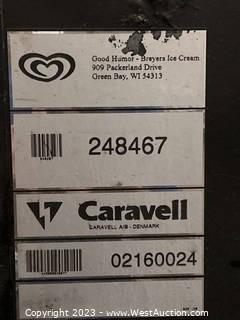 Good Humor - Breyers Ice Cream
909 Packerland Drive
Green Bay, WI 54313
248467
Caravell
CARAVELL A/S - DENMARK
02160024
Copyright © 2023 - www.WestAuction.com